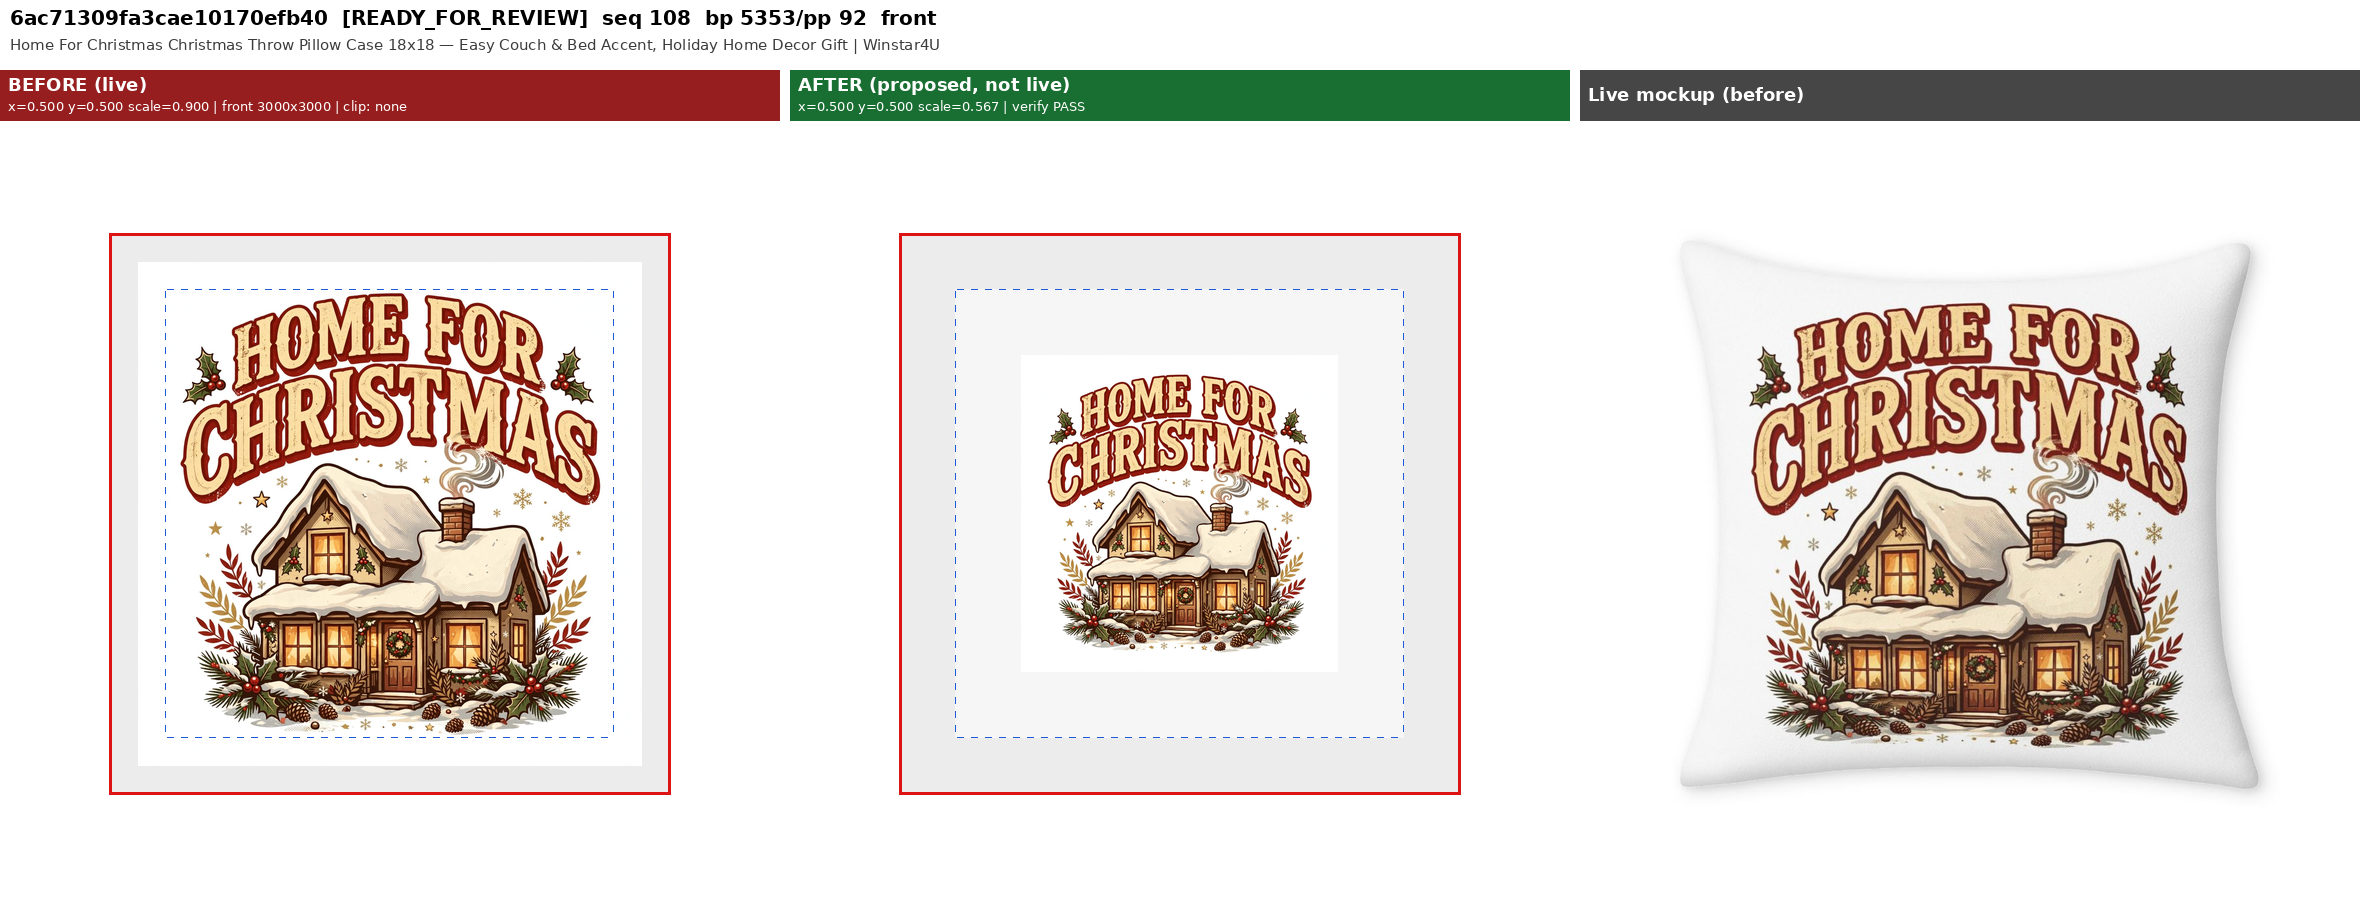 6ac71309fa3cae10170efb40 [READY_FOR_REVIEW] seq 108 bp 5353/pp 92 front
Home For Christmas Christmas Throw Pillow Case 18x18 — Easy Couch & Bed Accent, Holiday Home Decor Gift | Winstar4U
BEFORE (live)
x=0.500 y=0.500 scale=0.900 | front 3000x3000 | clip: none
AFTER (proposed, not live)
x=0.500 y=0.500 scale=0.567 | verify PASS
Live mockup (before)
HOME FOR
CHRISTMAS
HOME FOR
CHRISTMAS
HOME FOR
CHRISTMAS